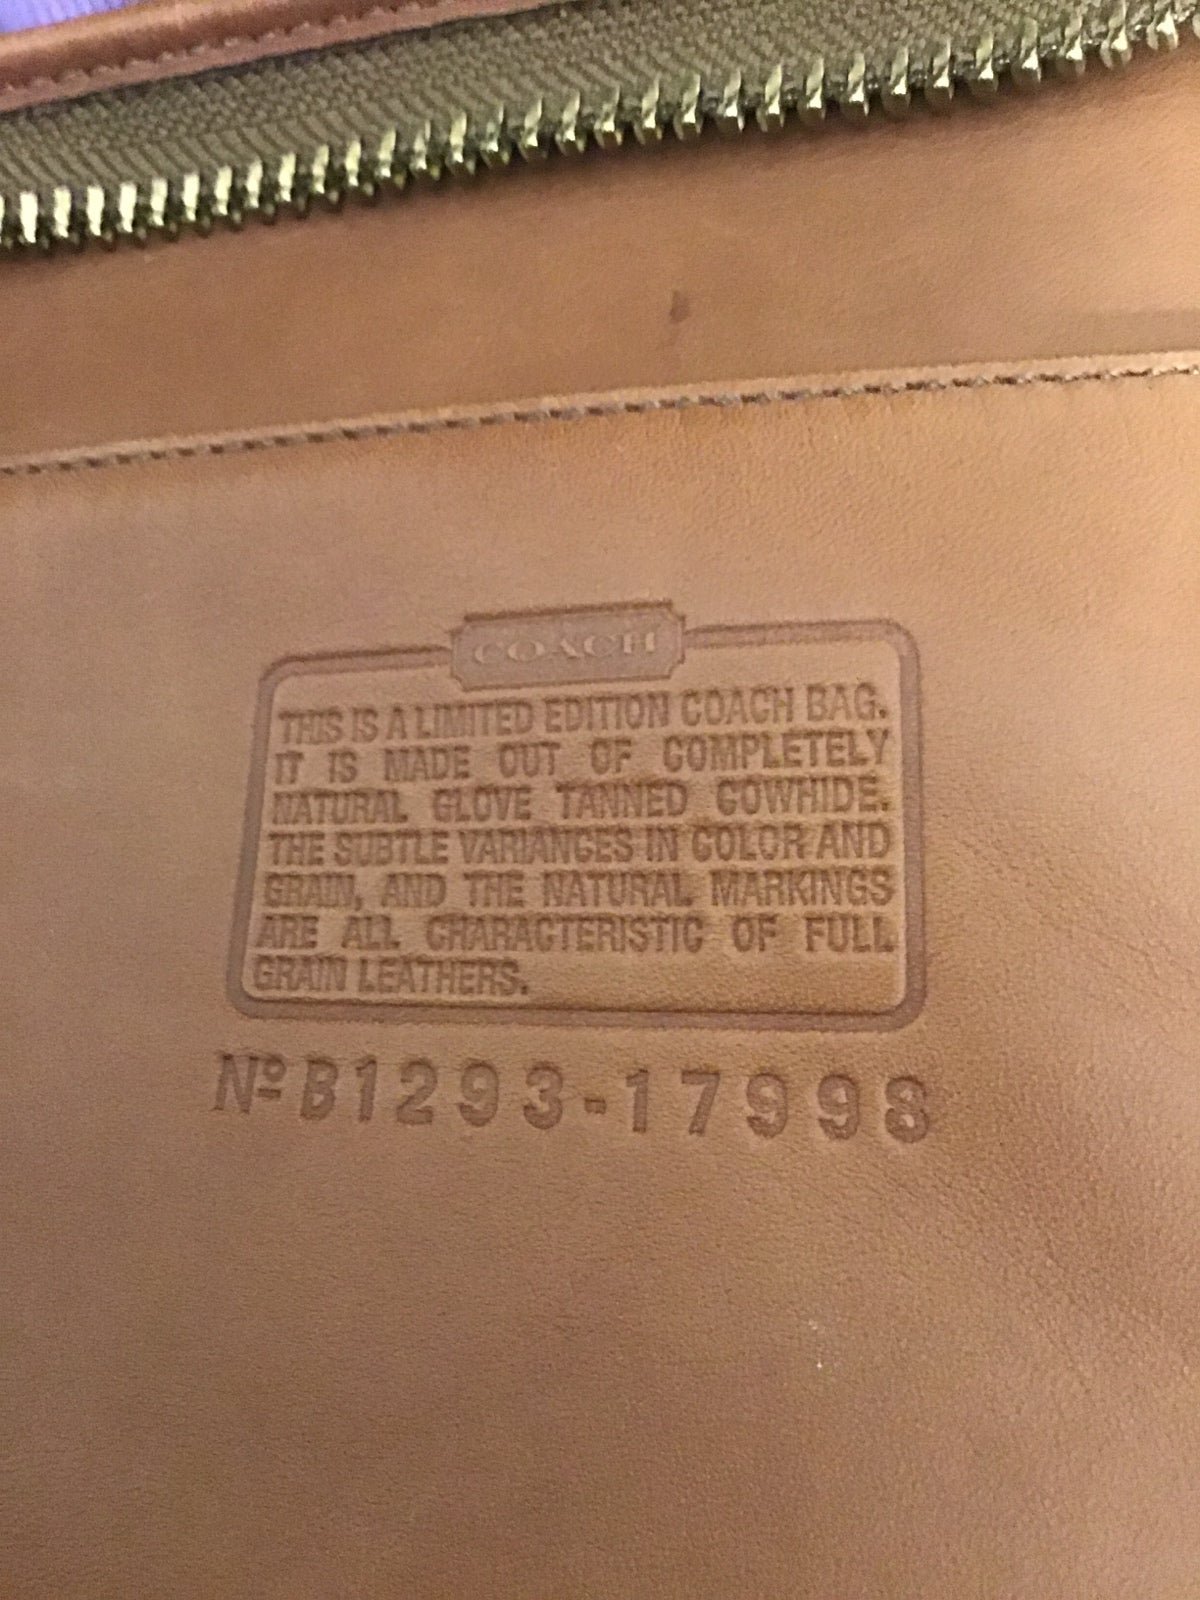 COACH
THIS IS A LIMITED EDITION COACH BAG.
IT IS MADE OUT OF COMPLETELY
NATURAL GLOVE TANNED COWHIDE.
THE SUBTLE VARIANCES IN COLOR AND
GRAIN, AND THE NATURAL MARKINGS
ARE ALL CHARACTERISTIC OF FULL
GRAIN LEATHERS.
Nº B1293-17998